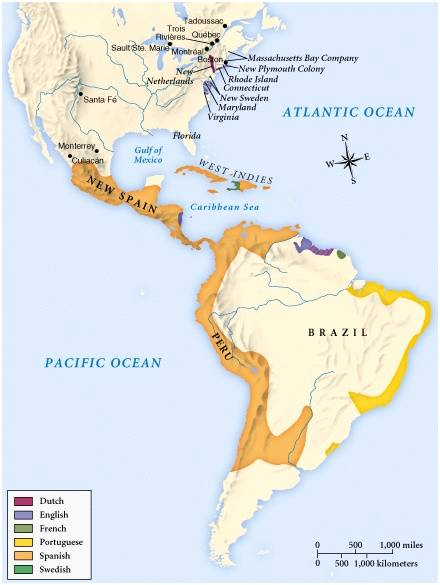 Tadoussac
Trois
Rivières
Québec
Sault Ste. Marie
Montréal
Boston
Massachusetts Bay Company
New Plymouth Colony
New
Netherlands
Rhode Island
Connecticut
New Sweden
Maryland
Virginia
Santa Fé
ATLANTIC OCEAN
Florida
Monterrey
Culiacán
Gulf of
Mexico
N
W
E
S
WEST INDIES
NEW SPAIN
Caribbean Sea
BRAZIL
PERU
PACIFIC OCEAN
Dutch
English
French
Portuguese
Spanish
Swedish
0 500 1,000 miles
0 500 1,000 kilometers